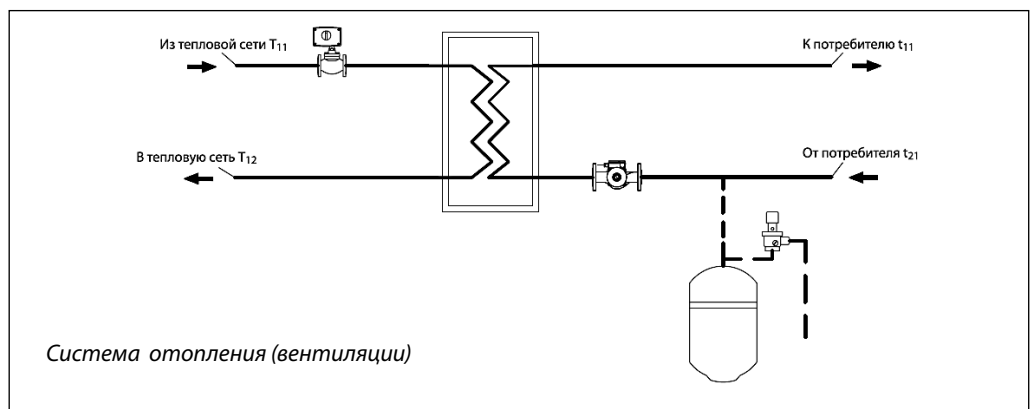 Из тепловой сети T₁₁
К потребителю t₁₁
В тепловую сеть T₁₂
От потребителя t₂₁
Система отопления (вентиляции)